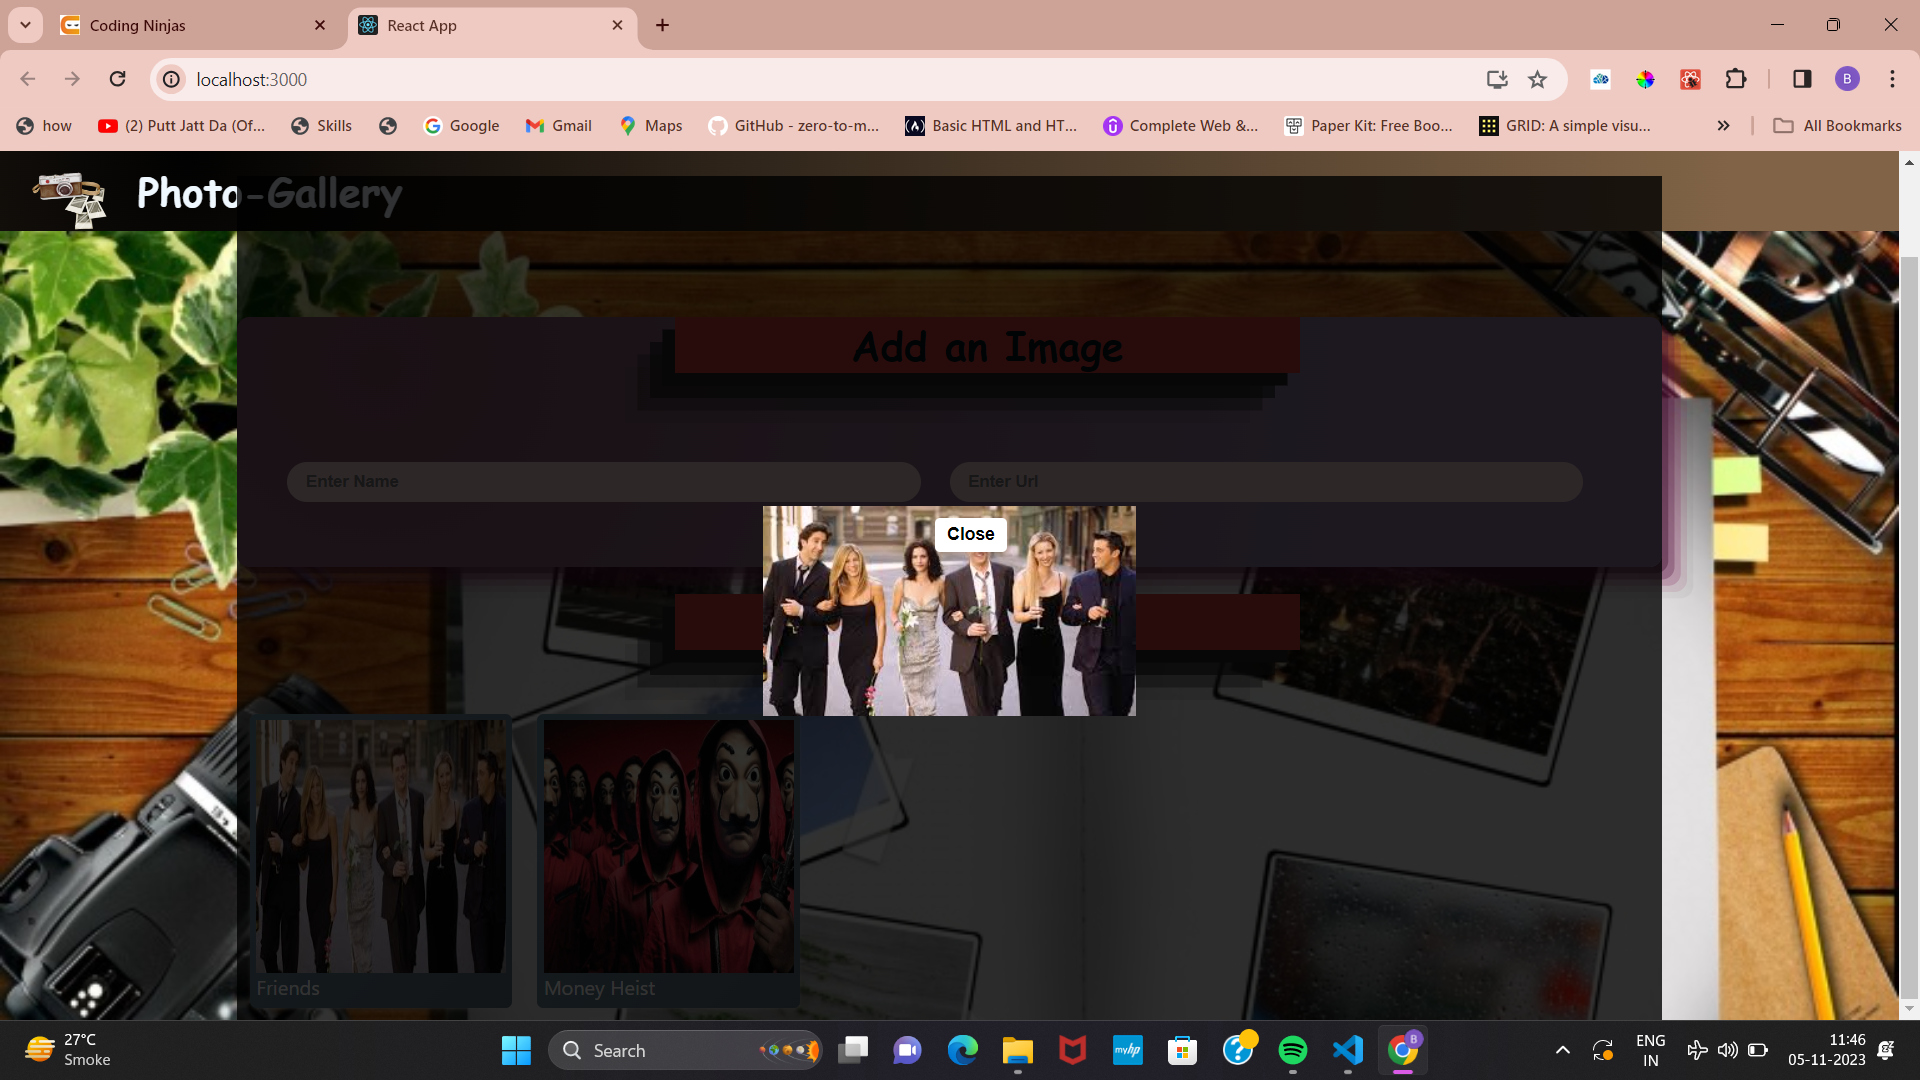 Coding Ninjas
React App
localhost:3000
B
how
(2) Putt Jatt Da (Of...
Skills
Google
Gmail
Maps
GitHub - zero-to-m...
Basic HTML and HT...
Complete Web &...
Paper Kit: Free Boo...
GRID: A simple visu...
All Bookmarks
Photo-Gallery
Add an Image
Enter Name
Enter Url
Close
Friends
Money Heist
27°C
Smoke
Search
myhp
B
ENG
IN
11:46
05-11-2023